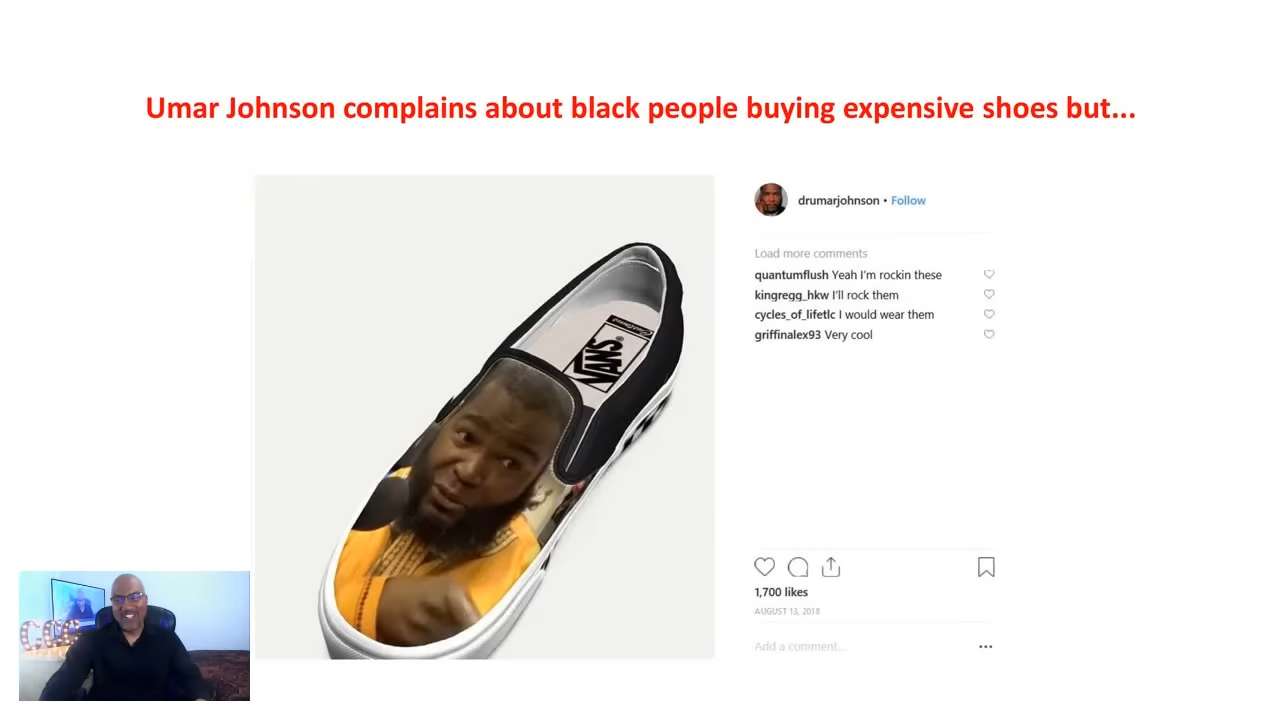 Umar Johnson complains about black people buying expensive shoes but...
drumarjohnson • Follow
Load more comments
quantumflush Yeah I'm rockin these
kingregg_hkw I'll rock them
cycles_of_lifetlc I would wear them
griffinalex93 Very cool
VANS
1,700 likes
AUGUST 13, 2018
Add a comment...
GCC